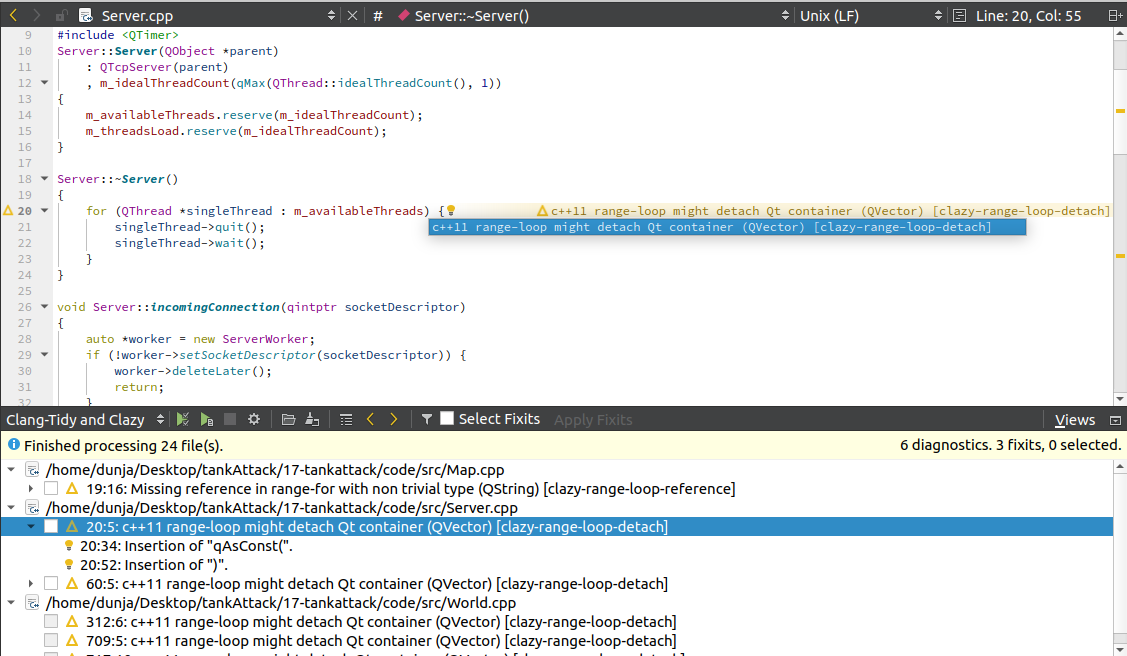 Server.cpp # Server::~Server() Unix (LF) Line: 20, Col: 55
9 #include <QTimer>
10 Server::Server(QObject *parent)
11 : QTcpServer(parent)
12 , m_idealThreadCount(qMax(QThread::idealThreadCount(), 1))
13 {
14 m_availableThreads.reserve(m_idealThreadCount);
15 m_threadsLoad.reserve(m_idealThreadCount);
16 }
17
18 Server::~Server()
19 {
20 for (QThread *singleThread : m_availableThreads) { c++11 range-loop might detach Qt container (QVector) [clazy-range-loop-detach]
21 singleThread->quit(); c++11 range-loop might detach Qt container (QVector) [clazy-range-loop-detach]
22 singleThread->wait();
23 }
24 }
25
26 void Server::incomingConnection(qintptr socketDescriptor)
27 {
28 auto *worker = new ServerWorker;
29 if (!worker->setSocketDescriptor(socketDescriptor)) {
30 worker->deleteLater();
31 return;
32 }
Clang-Tidy and Clazy Select Fixits Apply Fixits Views
Finished processing 24 file(s). 6 diagnostics. 3 fixits, 0 selected.
/home/dunja/Desktop/tankAttack/17-tankattack/code/src/Map.cpp
19:16: Missing reference in range-for with non trivial type (QString) [clazy-range-loop-reference]
/home/dunja/Desktop/tankAttack/17-tankattack/code/src/Server.cpp
20:5: c++11 range-loop might detach Qt container (QVector) [clazy-range-loop-detach]
20:34: Insertion of "qAsConst(".
20:52: Insertion of ")".
60:5: c++11 range-loop might detach Qt container (QVector) [clazy-range-loop-detach]
/home/dunja/Desktop/tankAttack/17-tankattack/code/src/World.cpp
312:6: c++11 range-loop might detach Qt container (QVector) [clazy-range-loop-detach]
709:5: c++11 range-loop might detach Qt container (QVector) [clazy-range-loop-detach]